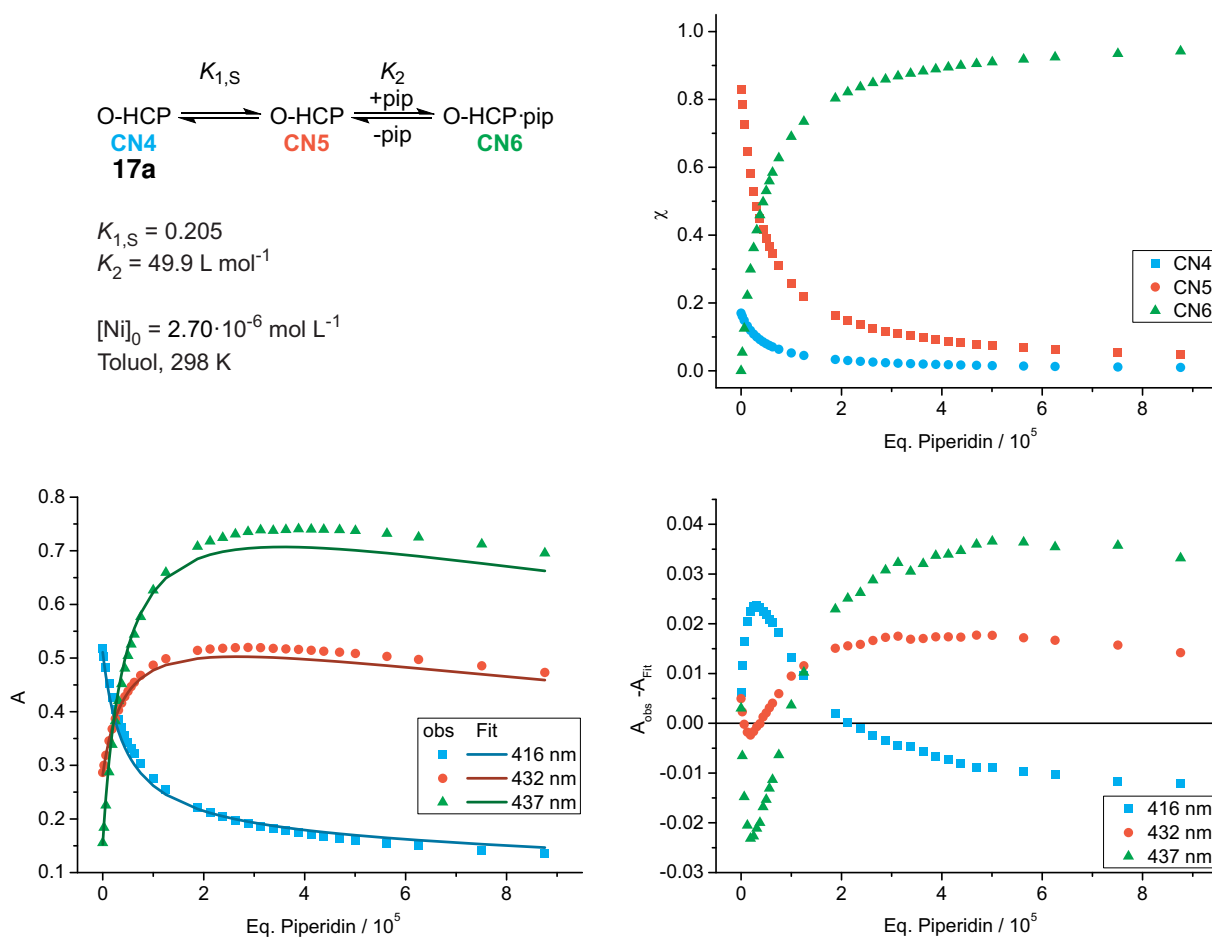 K1,S K2
+pip
O-HCP O-HCP O-HCP·pip
-pip
CN4 CN5 CN6
17a
K1,S = 0.205
K2 = 49.9 L mol-1
[Ni]0 = 2.70·10-6 mol L-1
Toluol, 298 K
1.0
0.8
0.6
0.4
0.2
0.0
χ
CN4
CN5
CN6
0 2 4 6 8
Eq. Piperidin / 105
0.8
0.7
0.6
0.5
0.4
0.3
0.2
0.1
A
obs Fit
416 nm
432 nm
437 nm
0 2 4 6 8
Eq. Piperidin / 105
0.04
0.03
0.02
0.01
0.00
-0.01
-0.02
-0.03
Aobs -AFit
416 nm
432 nm
437 nm
0 2 4 6 8
Eq. Piperidin / 105